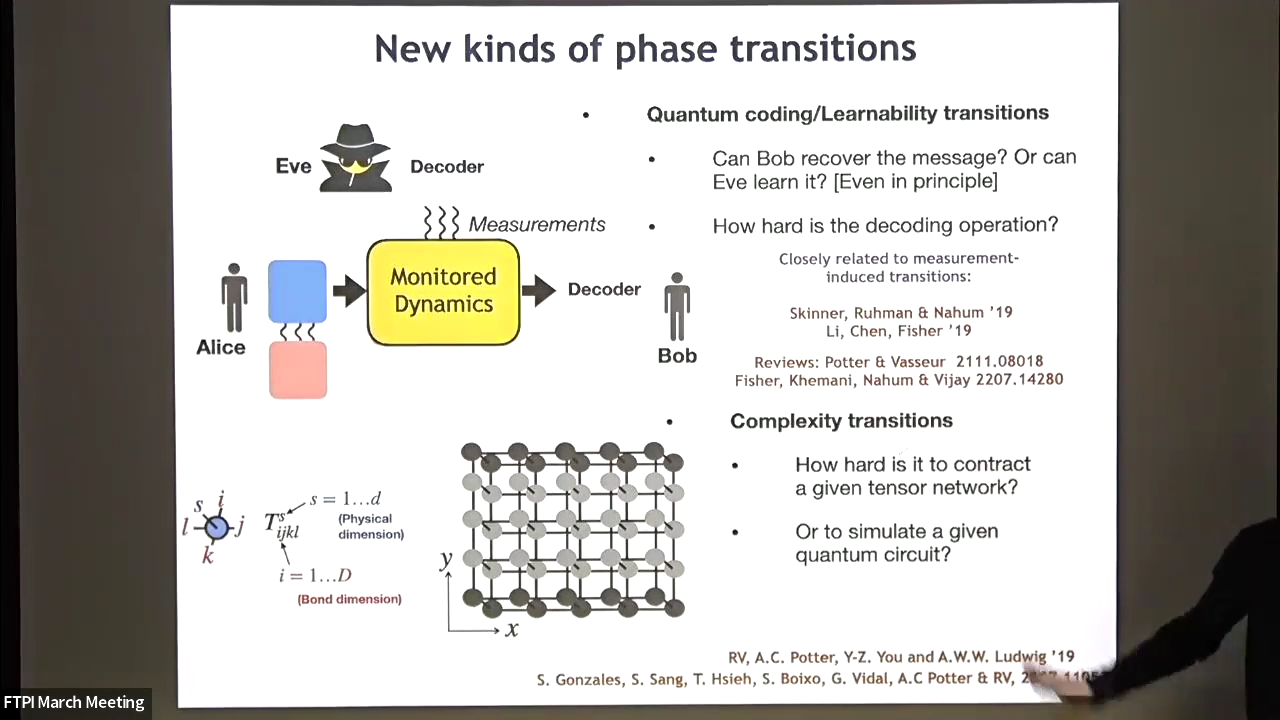 New kinds of phase transitions
Eve
Decoder
Measurements
Monitored
Dynamics
Decoder
Alice
Bob
• Quantum coding/Learnability transitions
• Can Bob recover the message? Or can
Eve learn it? [Even in principle]
• How hard is the decoding operation?
Closely related to measurement-
induced transitions:
Skinner, Ruhman & Nahum '19
Li, Chen, Fisher '19
Reviews: Potter & Vasseur 2111.08018
Fisher, Khemani, Nahum & Vijay 2207.14280
• Complexity transitions
• How hard is it to contract
a given tensor network?
• Or to simulate a given
quantum circuit?
s i
l j
k
T^s_{ijkl}
s = 1...d
(Physical
dimension)
i = 1...D
(Bond dimension)
y
x
RV, A.C. Potter, Y-Z. You and A.W.W. Ludwig '19
S. Gonzales, S. Sang, T. Hsieh, S. Boixo, G. Vidal, A.C Potter & RV,
FTPI March Meeting